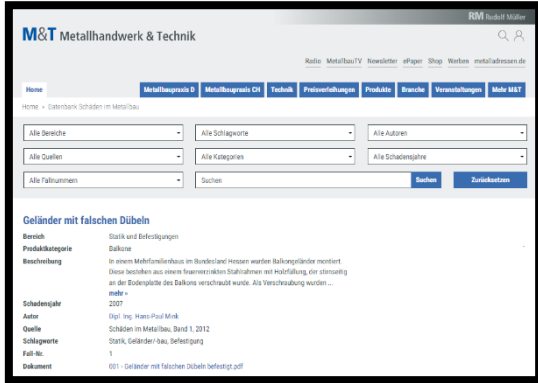 RM Rudolf Müller
M&T Metallhandwerk & Technik
Radio MetallbauTV Newsletter ePaper Shop Werben metalladressen.de
Home Metallbaupraxis D Metallbaupraxis CH Technik Preisverleihungen Produkte Branche Veranstaltungen Mehr M&T
Home » Datenbank Schäden im Metallbau
Alle Bereiche Alle Schlagworte Alle Autoren
Alle Quellen Alle Kategorien Alle Schadensjahre
Alle Fallnummern Suchen Suchen Zurücksetzen
Geländer mit falschen Dübeln
Bereich Statik und Befestigungen
Produktkategorie Balkone
Beschreibung In einem Mehrfamilienhaus im Bundesland Hessen wurden Balkongeländer montiert.
Diese bestehen aus einem feuerverzinkten Stahlrahmen mit Holzfüllung, der stirnseitig
an der Bodenplatte des Balkons verschraubt wurde. Als Verschraubung wurden ...
mehr »
Schadensjahr 2007
Autor Dipl. Ing. Hans-Paul Mink
Quelle Schäden im Metallbau, Band 1, 2012
Schlagworte Statik, Geländer/-bau, Befestigung
Fall-Nr. 1
Dokument 001 - Geländer mit falschen Dübeln befestigt.pdf